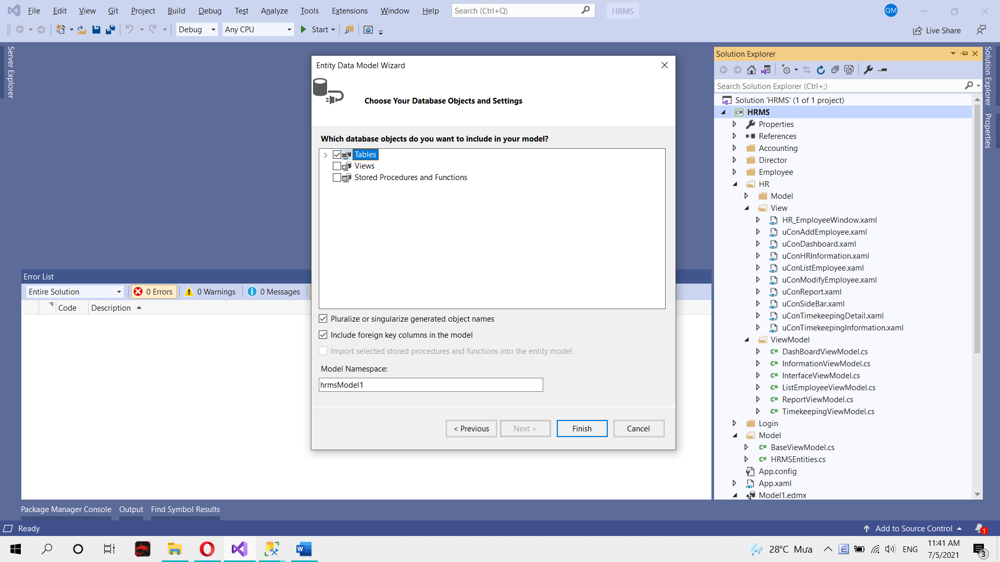 File Edit View Git Project Build Debug Test Analyze Tools Extensions Window Help Search (Ctrl+Q) HRMS QM
Debug Any CPU Start Live Share
Server Explorer
Entity Data Model Wizard
Choose Your Database Objects and Settings
Which database objects do you want to include in your model?
Tables
Views
Stored Procedures and Functions
Pluralize or singularize generated object names
Include foreign key columns in the model
Import selected stored procedures and functions into the entity model
Model Namespace:
hrmsModel1
< Previous Next > Finish Cancel
Error List
Entire Solution 0 Errors 0 Warnings 0 Messages
Code Description
Package Manager Console Output Find Symbol Results
Solution Explorer
Search Solution Explorer (Ctrl+;)
Solution 'HRMS' (1 of 1 project)
C# HRMS
Properties
References
Accounting
Director
Employee
HR
Model
View
HR_EmployeeWindow.xaml
uConAddEmployee.xaml
uConDashboard.xaml
uConHRInformation.xaml
uConListEmployee.xaml
uConModifyEmployee.xaml
uConReport.xaml
uConSideBar.xaml
uConTimekeepingDetail.xaml
uConTimekeepingInformation.xaml
ViewModel
C# DashBoardViewModel.cs
C# InformationViewModel.cs
C# InterfaceViewModel.cs
C# ListEmployeeViewModel.cs
C# ReportViewModel.cs
C# TimekeepingViewModel.cs
Login
Model
C# BaseViewModel.cs
C# HRMSEntities.cs
App.config
App.xaml
Model1.edmx
Solution Explorer
Properties
Ready Add to Source Control 1
W 28°C Mưa E ENG 11:41 AM
7/5/2021 3